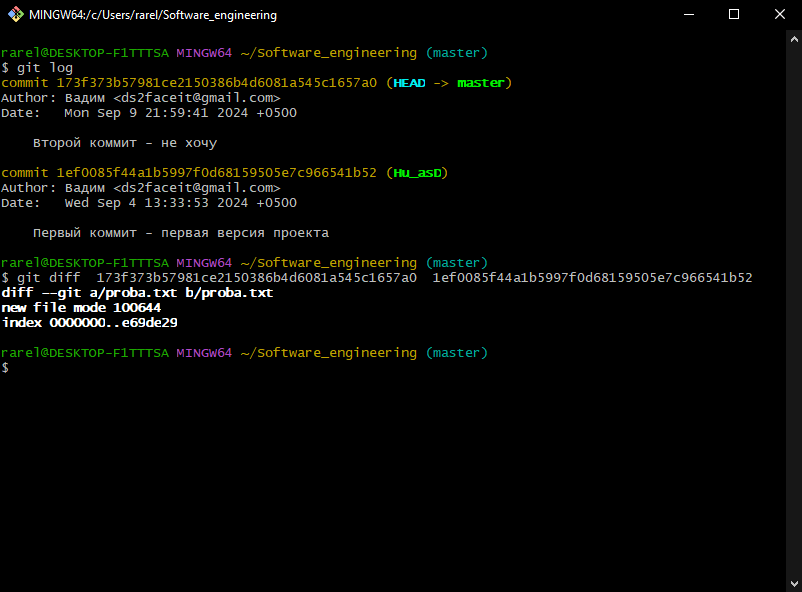 MINGW64:/c/Users/rarel/Software_engineering
rarel@DESKTOP-F1TTTSA MINGW64 ~/Software_engineering (master)
$ git log
commit 173f373b57981ce2150386b4d6081a545c1657a0 (HEAD -> master)
Author: Вадим <ds2faceit@gmail.com>
Date:   Mon Sep 9 21:59:41 2024 +0500
    Второй коммит - не хочу
commit 1ef0085f44a1b5997f0d68159505e7c966541b52 (Hu_asD)
Author: Вадим <ds2faceit@gmail.com>
Date:   Wed Sep 4 13:33:53 2024 +0500
    Первый коммит - первая версия проекта
rarel@DESKTOP-F1TTTSA MINGW64 ~/Software_engineering (master)
$ git diff  173f373b57981ce2150386b4d6081a545c1657a0  1ef0085f44a1b5997f0d68159505e7c966541b52
diff --git a/proba.txt b/proba.txt
new file mode 100644
index 0000000..e69de29
rarel@DESKTOP-F1TTTSA MINGW64 ~/Software_engineering (master)
$